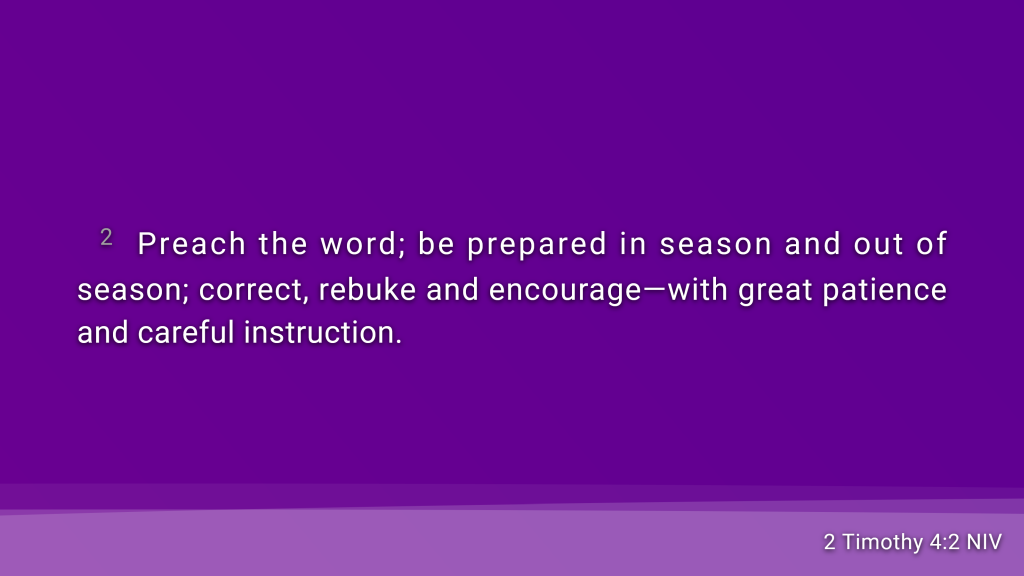 2 Preach the word; be prepared in season and out of
season; correct, rebuke and encourage—with great patience
and careful instruction.
2 Timothy 4:2 NIV